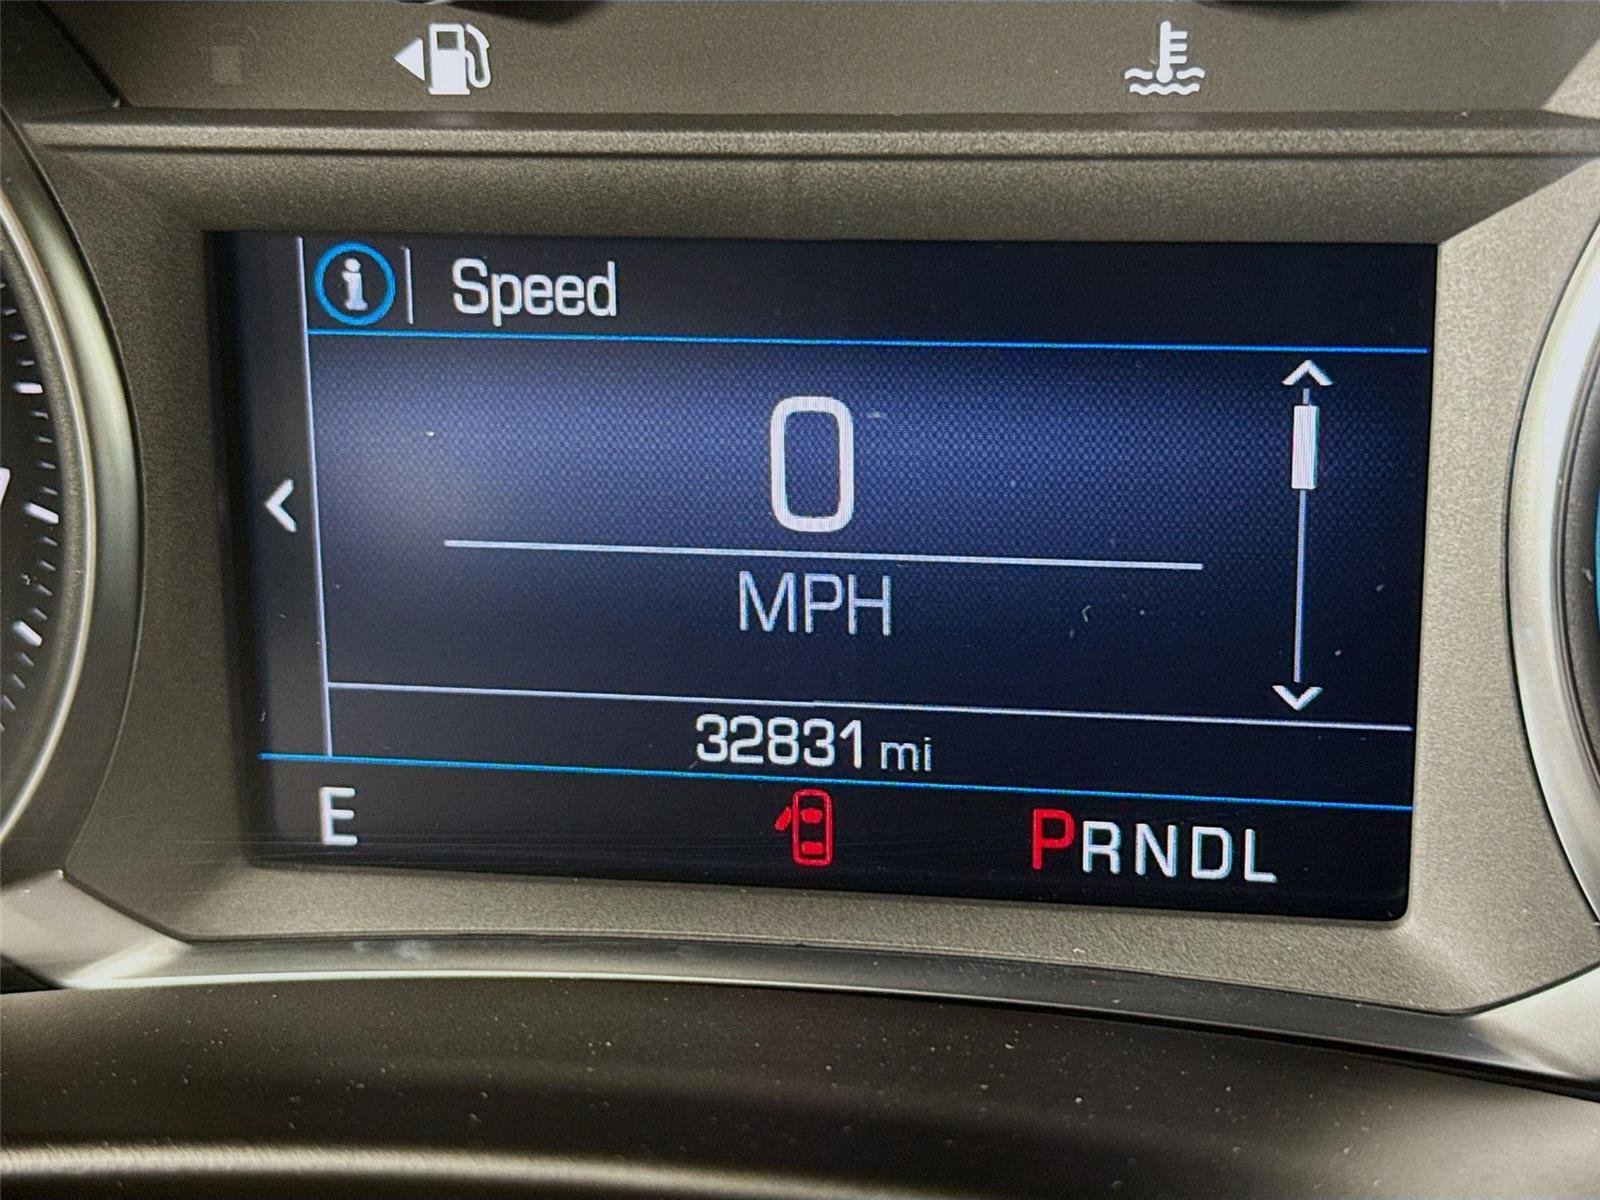 Speed
0
MPH
32831 mi
E
PRNDL